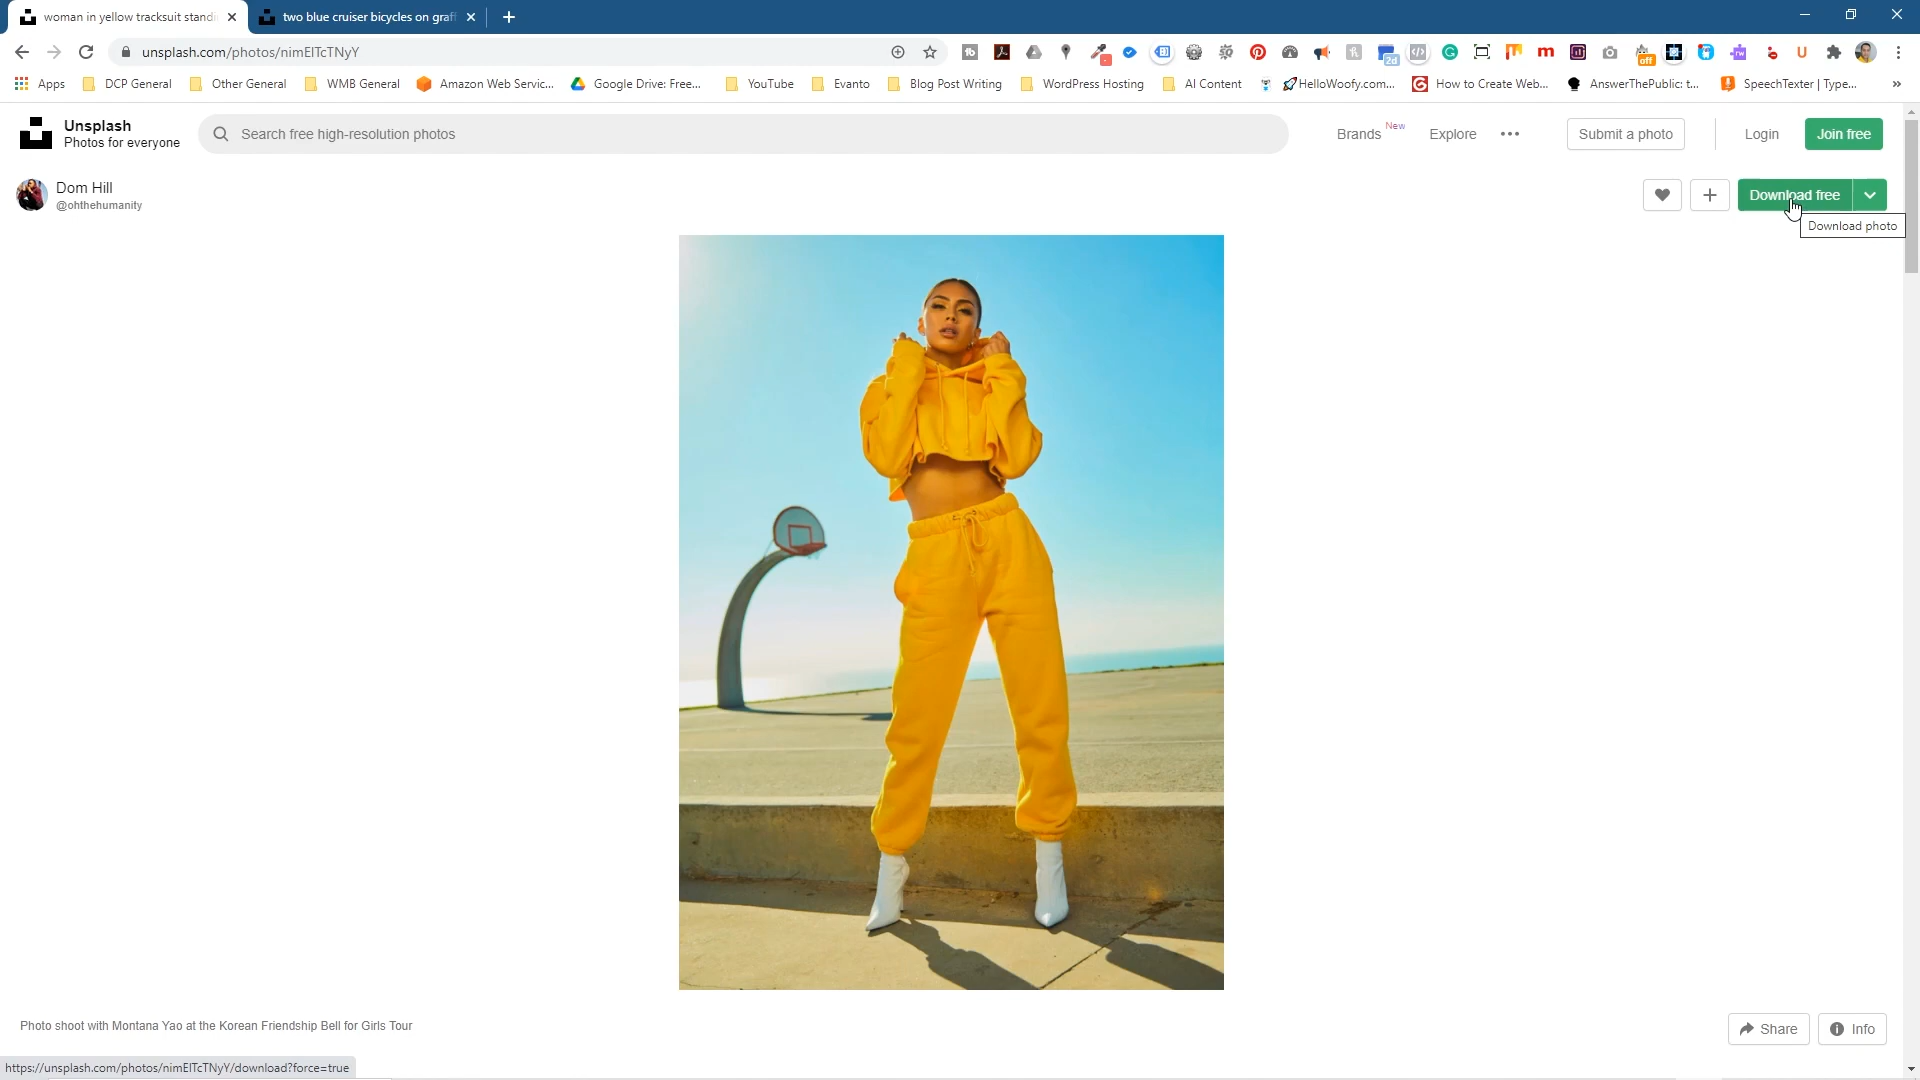 woman in yellow tracksuit standi
two blue cruiser bicycles on graf
unsplash.com/photos/nimElTcTNyY
2d
off
Apps
DCP General
Other General
WMB General
Amazon Web Servic...
Google Drive: Free...
YouTube
Evanto
Blog Post Writing
WordPress Hosting
AI Content
HelloWoofy.com...
How to Create Web...
AnswerThePublic: t...
SpeechTexter | Type...
Unsplash
Photos for everyone
Search free high-resolution photos
Brands New
Explore
Submit a photo
Login
Join free
Dom Hill
@ohthehumanity
Download free
Download photo
Photo shoot with Montana Yao at the Korean Friendship Bell for Girls Tour
Share
Info
https://unsplash.com/photos/nimElTcTNyY/download?force=true